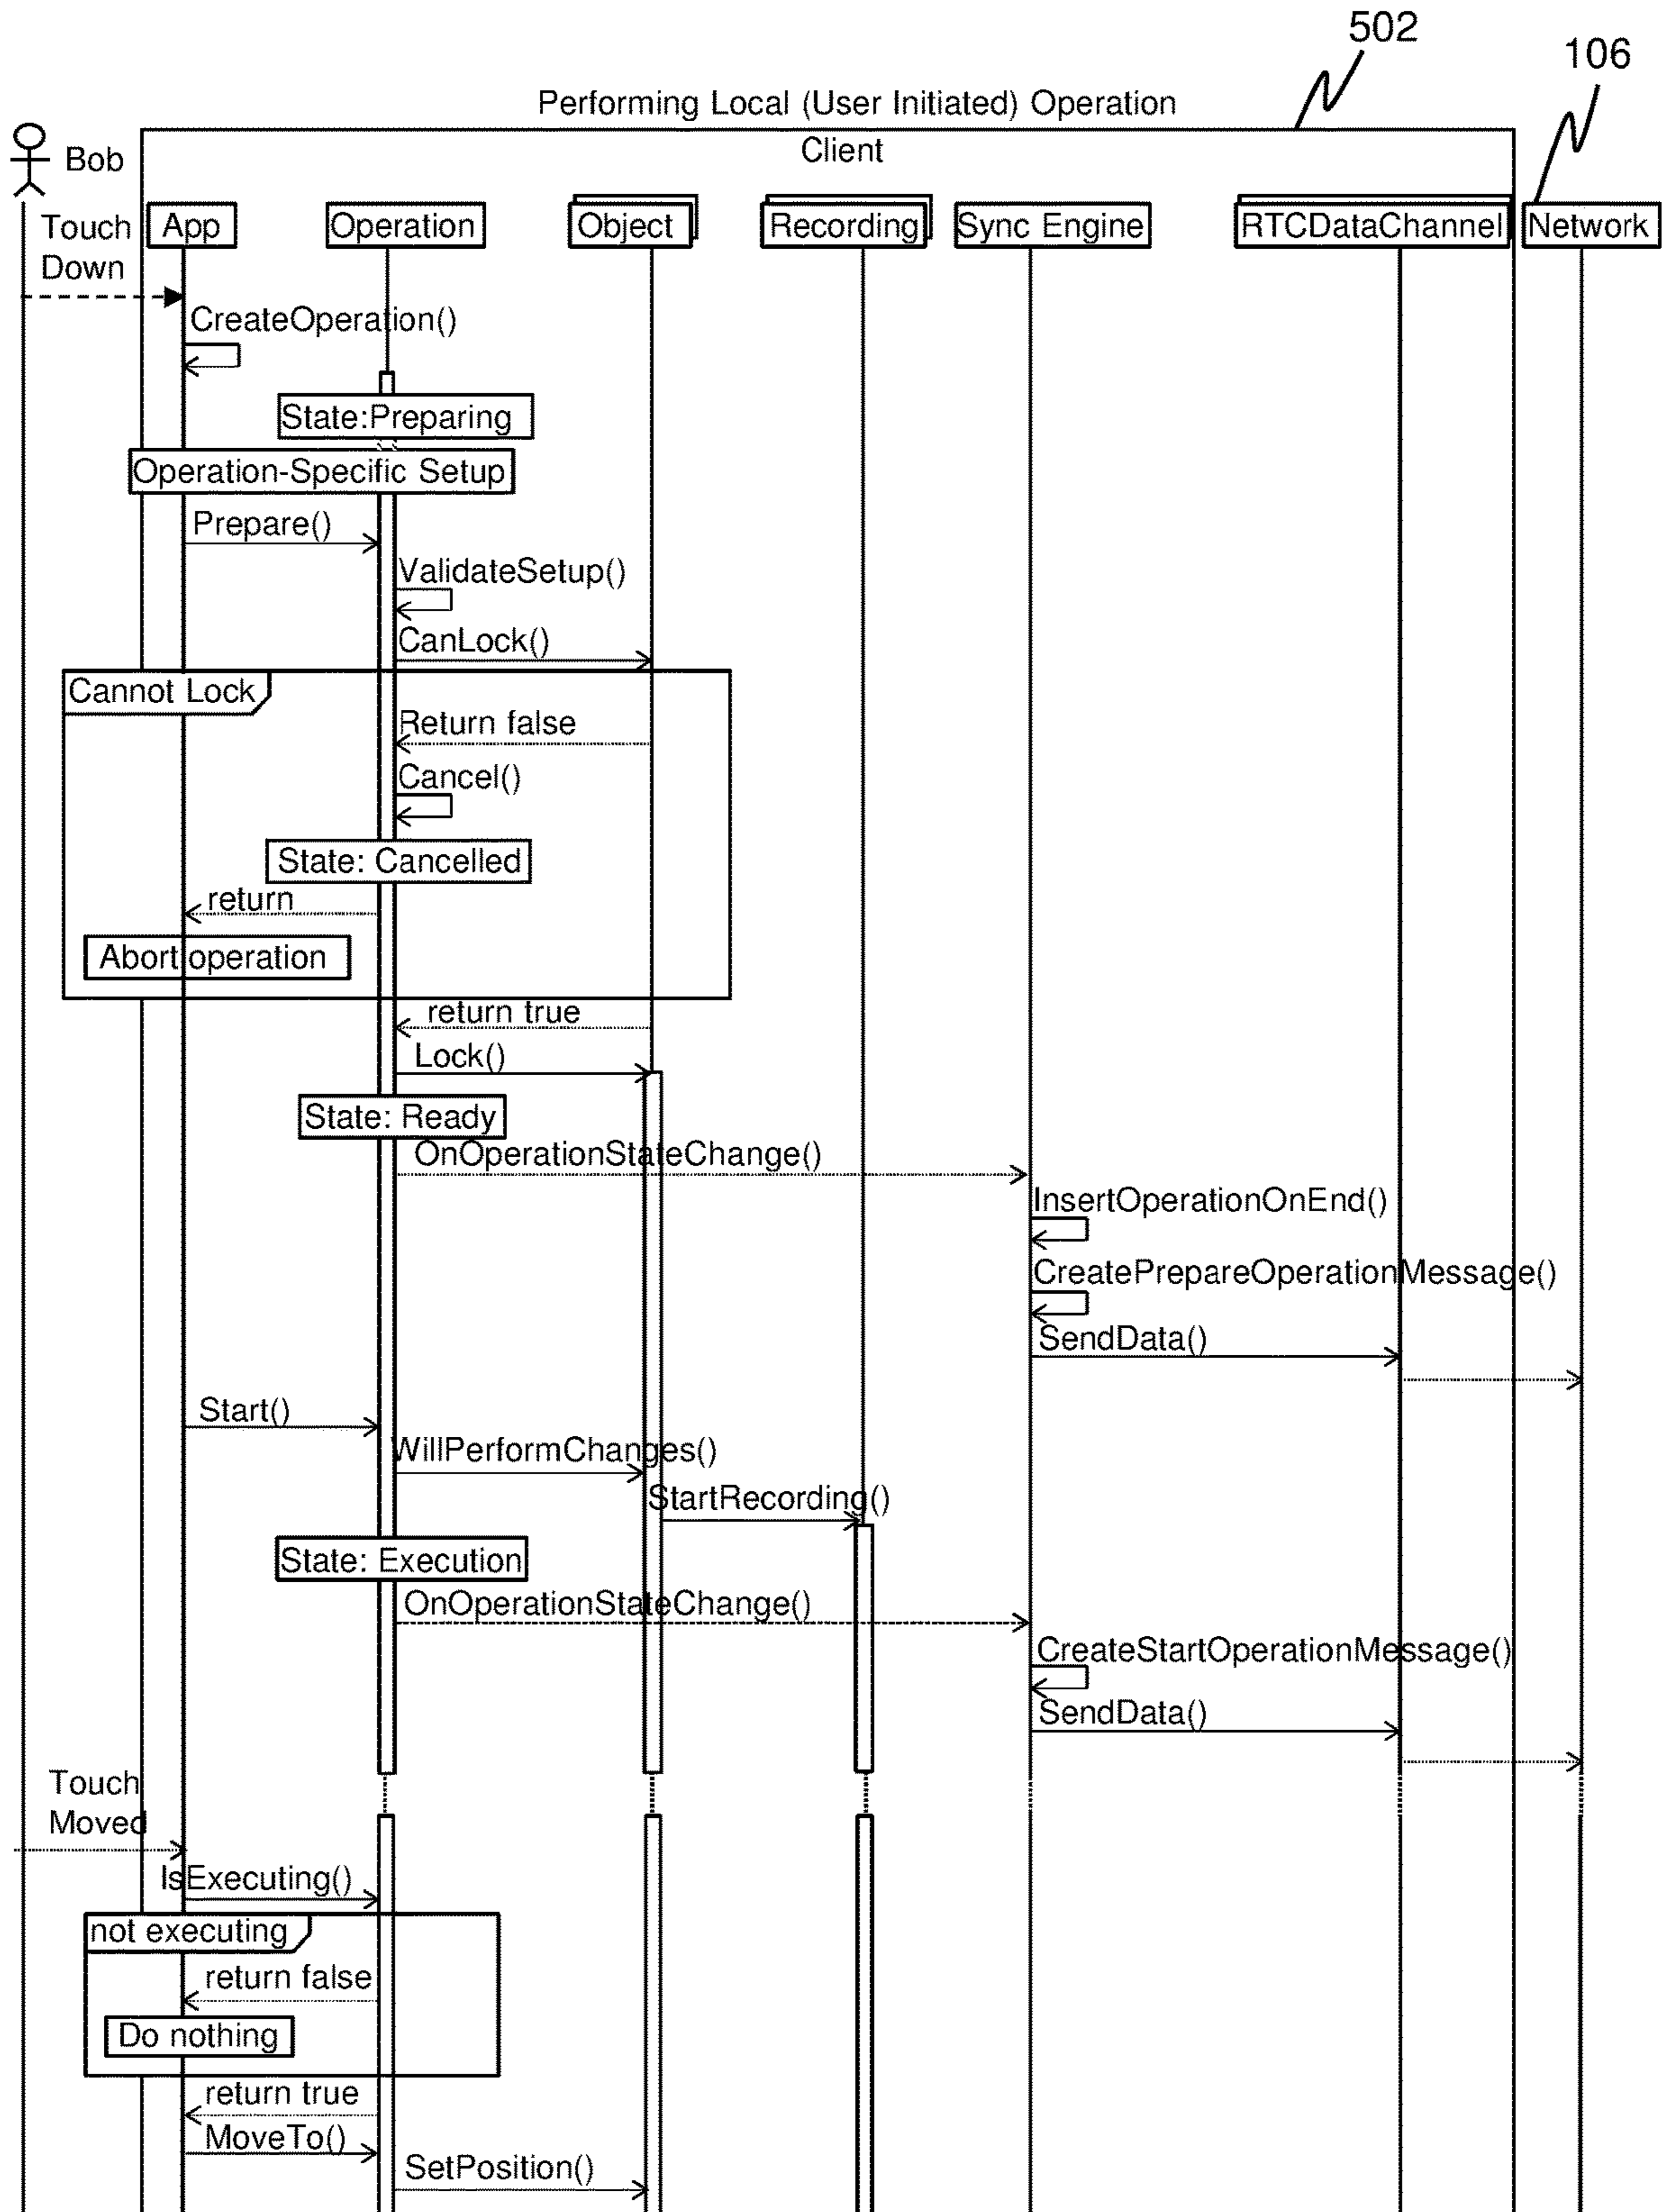 502
106
Performing Local (User Initiated) Operation
Client
Bob
App
Operation
Object
Recording
Sync Engine
RTCDataChannel
Network
Touch
Down
CreateOperation()
State:Preparing
Operation-Specific Setup
Prepare()
ValidateSetup()
CanLock()
Cannot Lock
Return false
Cancel()
State: Cancelled
return
Abort operation
return true
Lock()
State: Ready
OnOperationStateChange()
InsertOperationOnEnd()
CreatePrepareOperationMessage()
SendData()
Start()
WillPerformChanges()
StartRecording()
State: Execution
OnOperationStateChange()
CreateStartOperationMessage()
SendData()
Touch
Moved
IsExecuting()
not executing
return false
Do nothing
return true
MoveTo()
SetPosition()